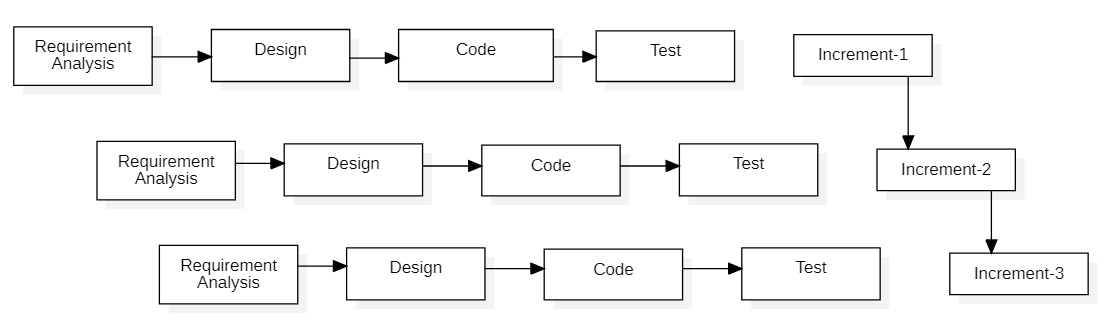 Requirement
Analysis
Design
Code
Test
Increment-1
Requirement
Analysis
Design
Code
Test
Increment-2
Requirement
Analysis
Design
Code
Test
Increment-3